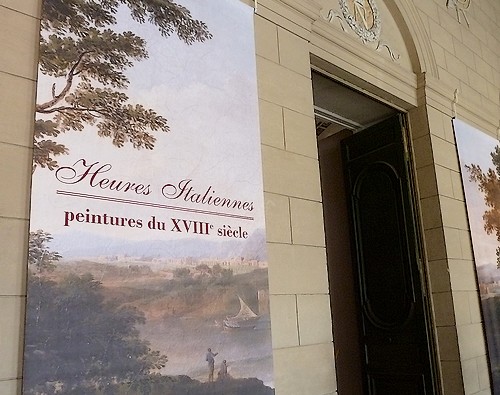 Heures Italiennes
peintures du XVIIIe siècle